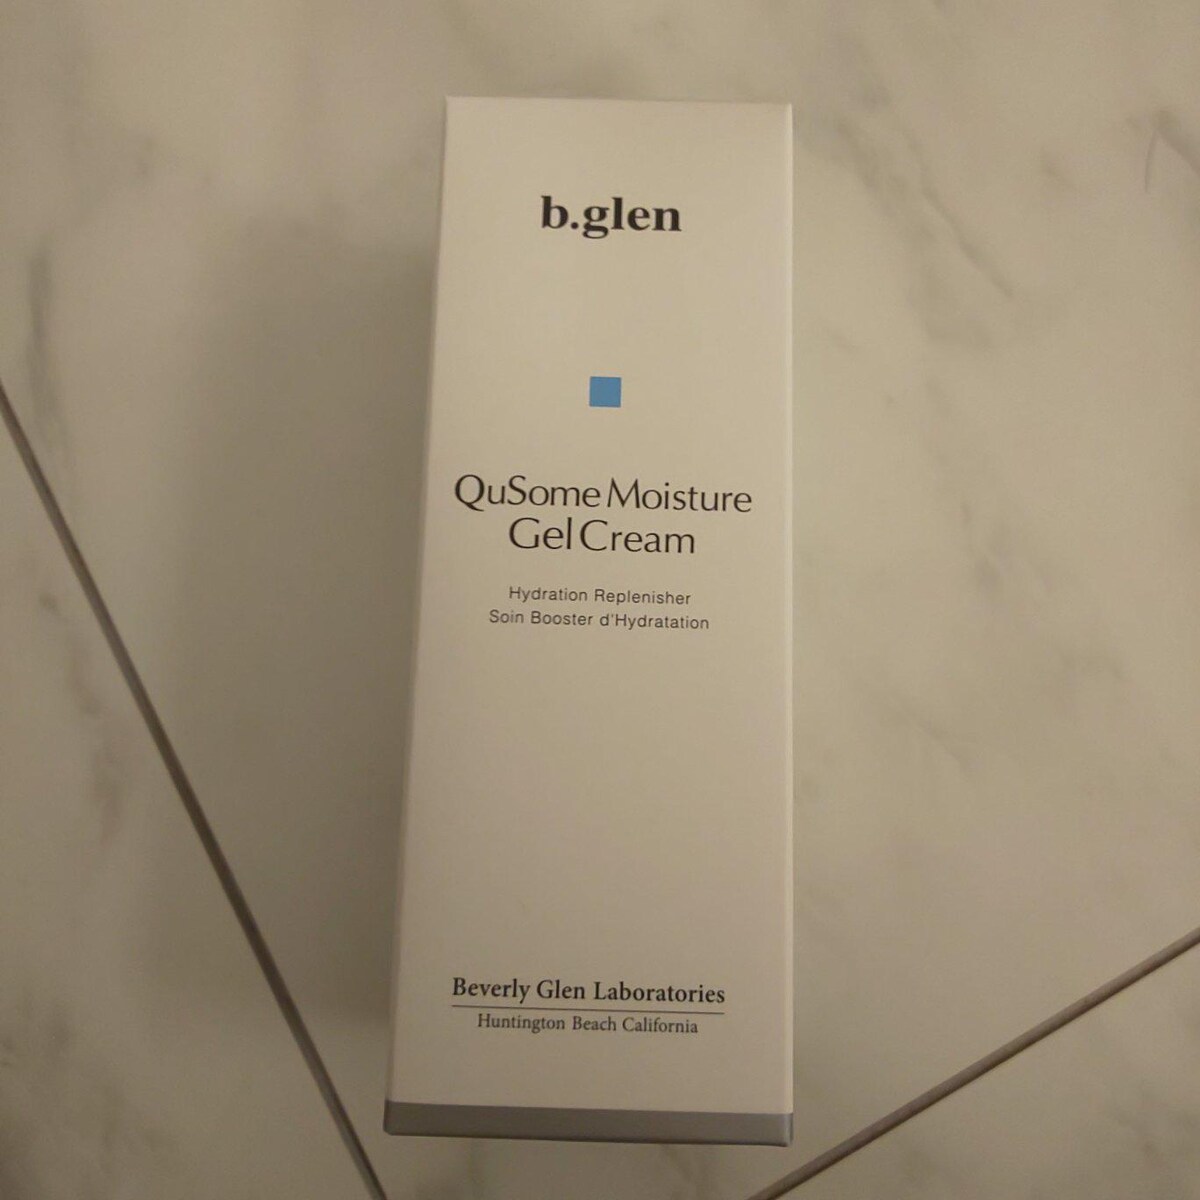 b.glen
QuSome Moisture
Gel Cream
Hydration Replenisher
Soin Booster d'Hydratation
Beverly Glen Laboratories
Huntington Beach California